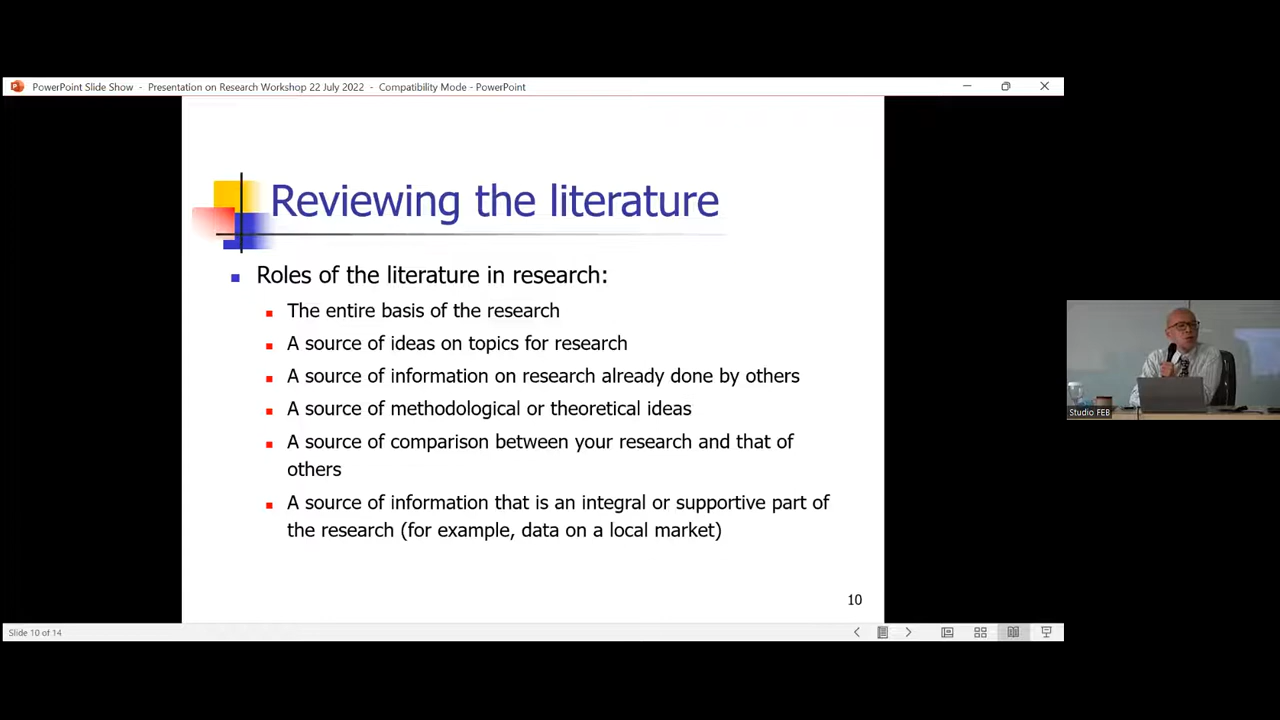 PowerPoint Slide Show - Presentation on Research Workshop 22 July 2022 - Compatibility Mode - PowerPoint
Reviewing the literature
Roles of the literature in research:
The entire basis of the research
A source of ideas on topics for research
A source of information on research already done by others
A source of methodological or theoretical ideas
A source of comparison between your research and that of
others
A source of information that is an integral or supportive part of
the research (for example, data on a local market)
10
Slide 10 of 14
Studio FEB